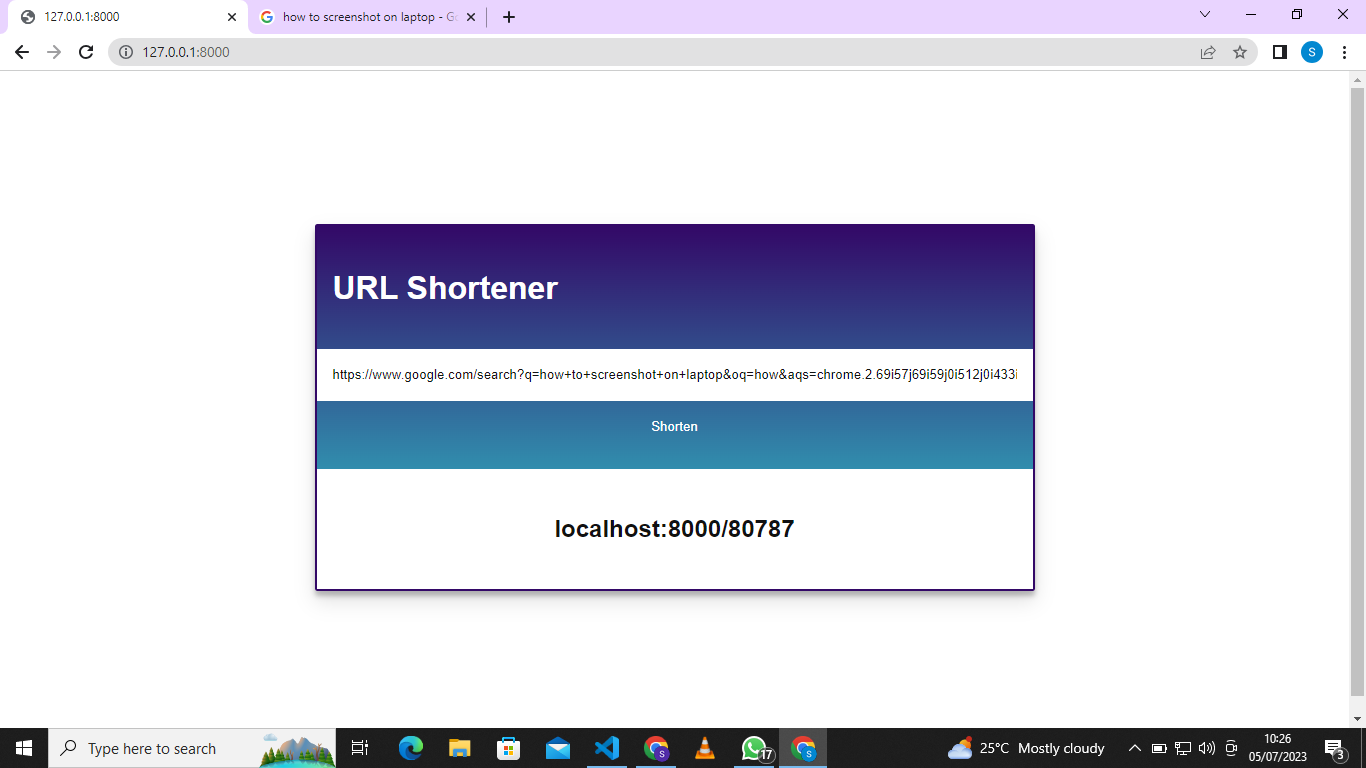 127.0.0.1:8000
how to screenshot on laptop - Go
127.0.0.1:8000
S
URL Shortener
https://www.google.com/search?q=how+to+screenshot+on+laptop&oq=how&aqs=chrome.2.69i57j69i59j0i512j0i433i
Shorten
localhost:8000/80787
Type here to search
S
17
S
25°C Mostly cloudy
10:26
05/07/2023
3